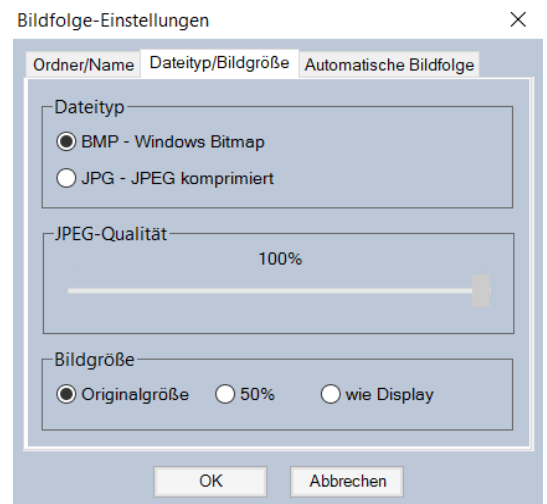 Bildfolge-Einstellungen
Ordner/Name Dateityp/Bildgröße Automatische Bildfolge
Dateityp
BMP - Windows Bitmap
JPG - JPEG komprimiert
JPEG-Qualität
100%
Bildgröße
Originalgröße 50% wie Display
OK Abbrechen